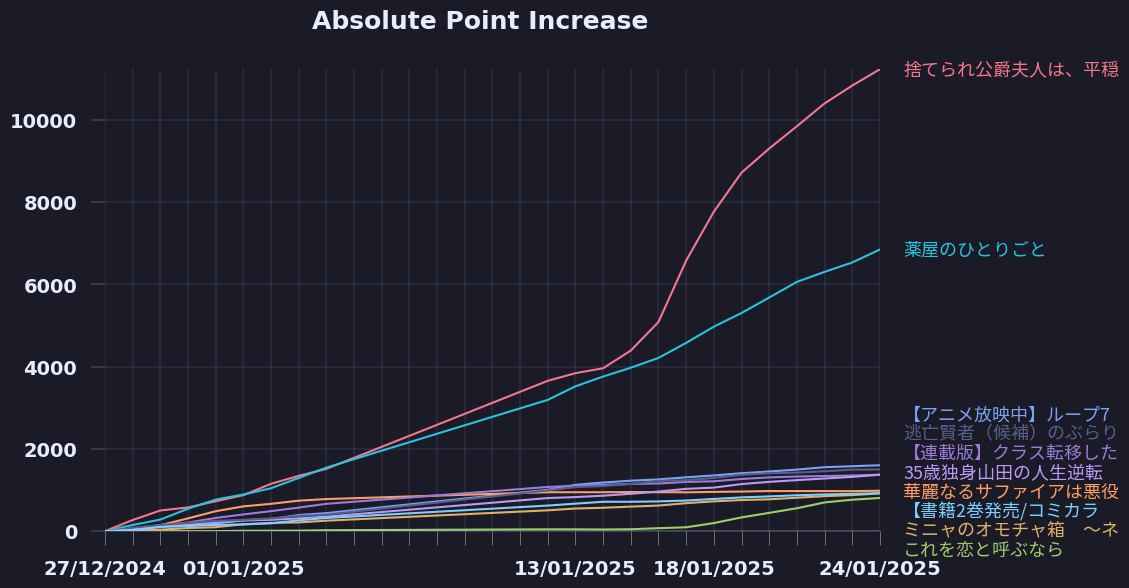 Absolute Point Increase
捨てられ公爵夫人は、平穏
10000
8000
薬屋のひとりごと
6000
4000
【アニメ放映中】ループ7
逃亡賢者（候補）のぶらり
2000
【連載版】クラス転移した
35歳独身山田の人生逆転
華麗なるサファイアは悪役
【書籍2巻発売/コミカラ
ミニャのオモチャ箱　～ネ
0
これを恋と呼ぶなら
27/12/2024 01/01/2025 13/01/2025 18/01/2025 24/01/2025